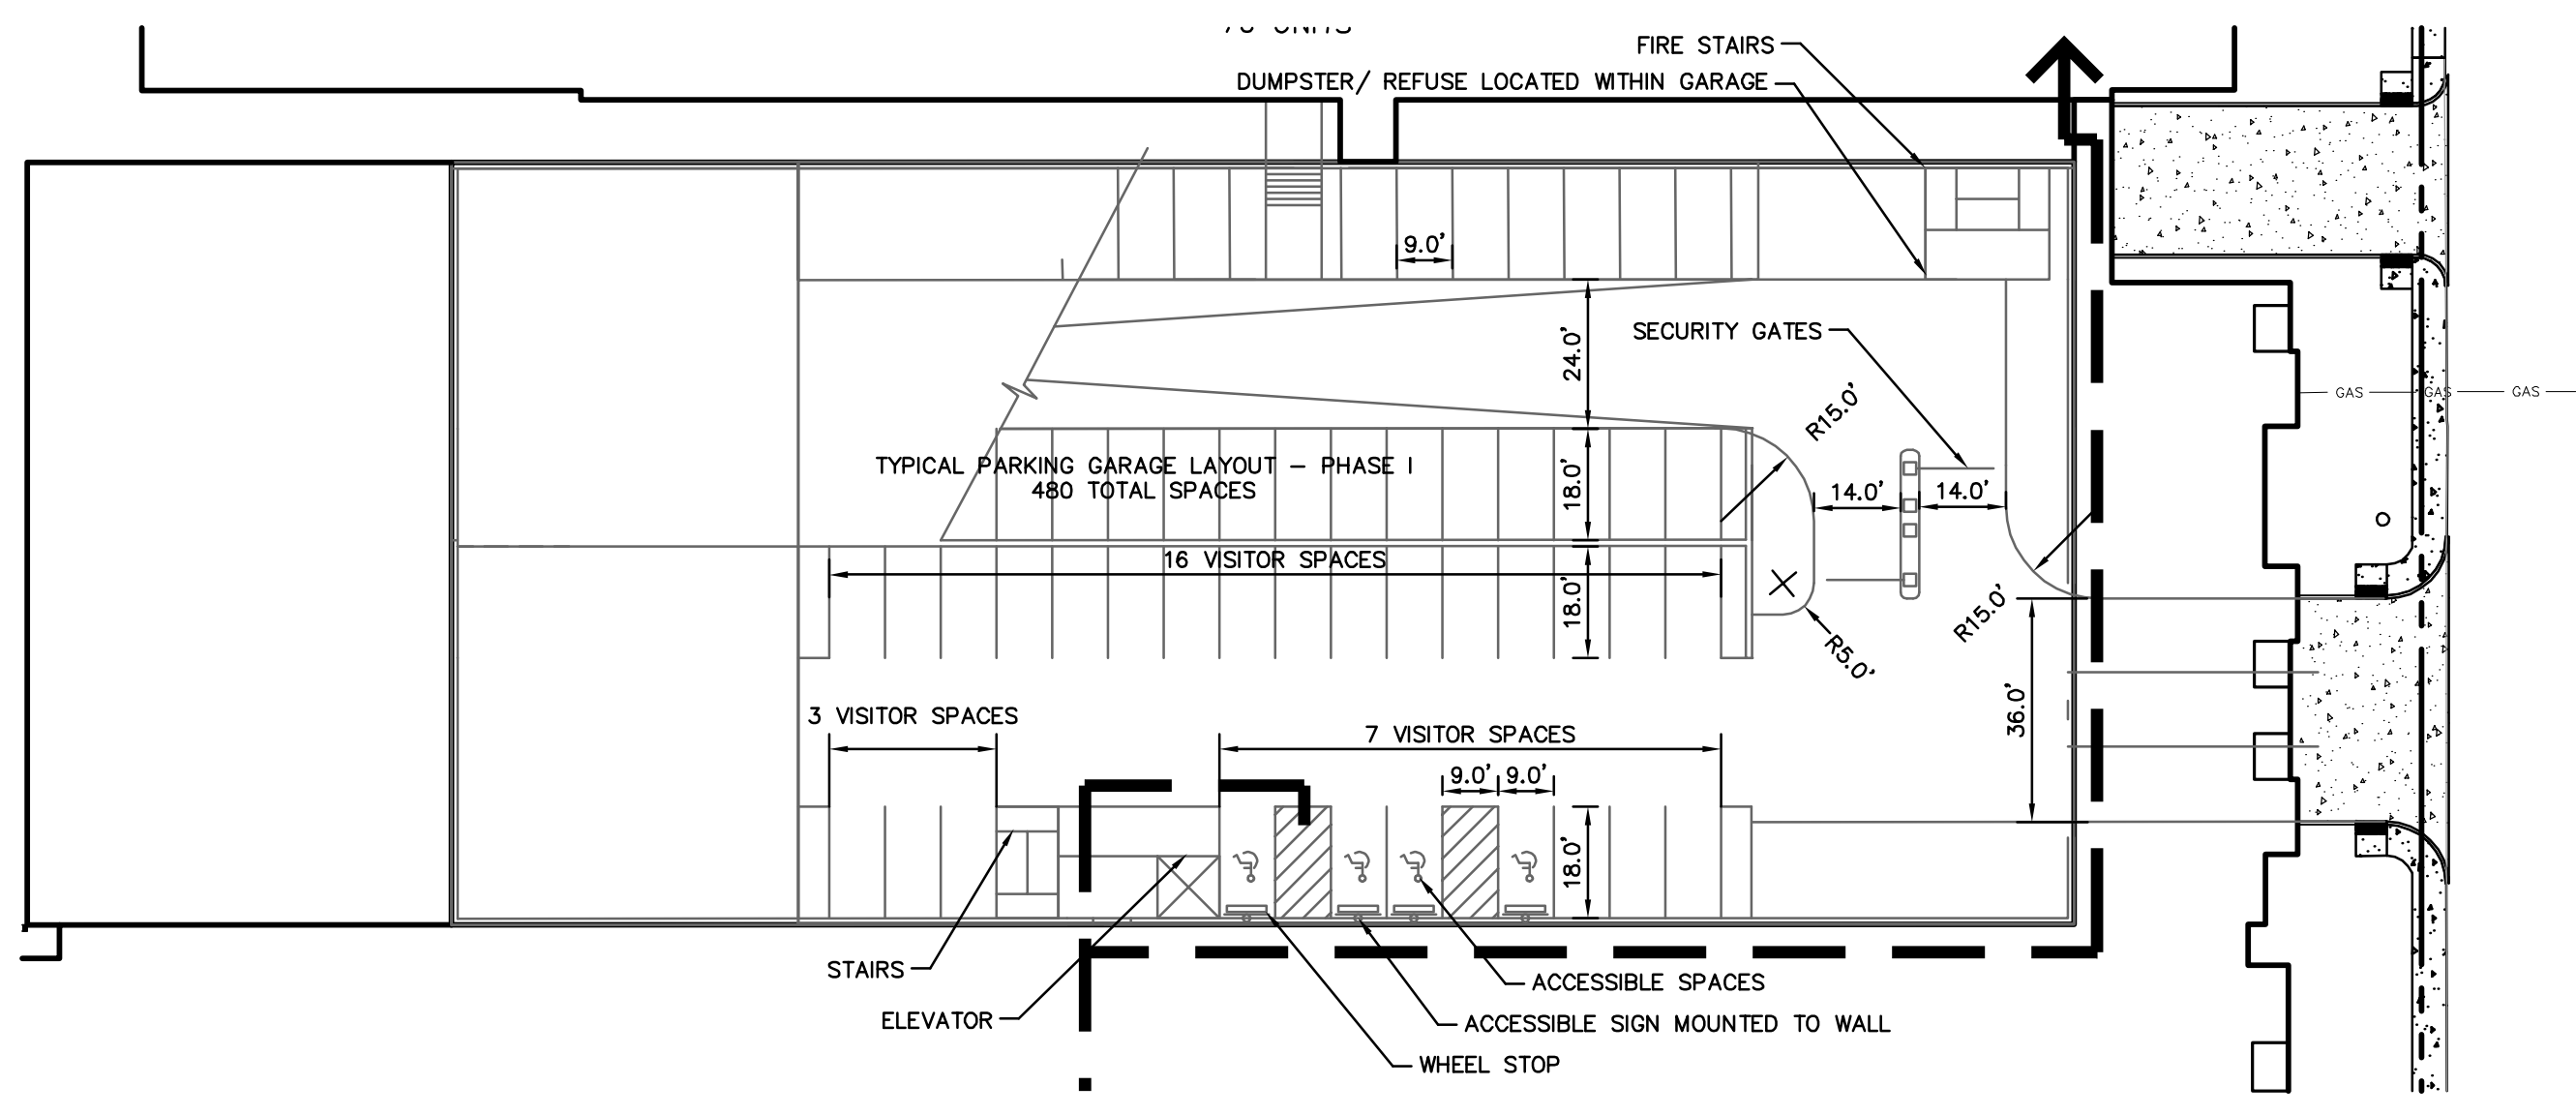 FIRE STAIRS
DUMPSTER/ REFUSE LOCATED WITHIN GARAGE
9.0'
SECURITY GATES
24.0'
R15.0'
GAS
GAS
GAS
TYPICAL PARKING GARAGE LAYOUT – PHASE I
480 TOTAL SPACES
18.0'
14.0'
14.0'
16 VISITOR SPACES
18.0'
R15.0'
R5.0'
3 VISITOR SPACES
7 VISITOR SPACES
36.0'
9.0'
9.0'
18.0'
STAIRS
ACCESSIBLE SPACES
ELEVATOR
ACCESSIBLE SIGN MOUNTED TO WALL
WHEEL STOP